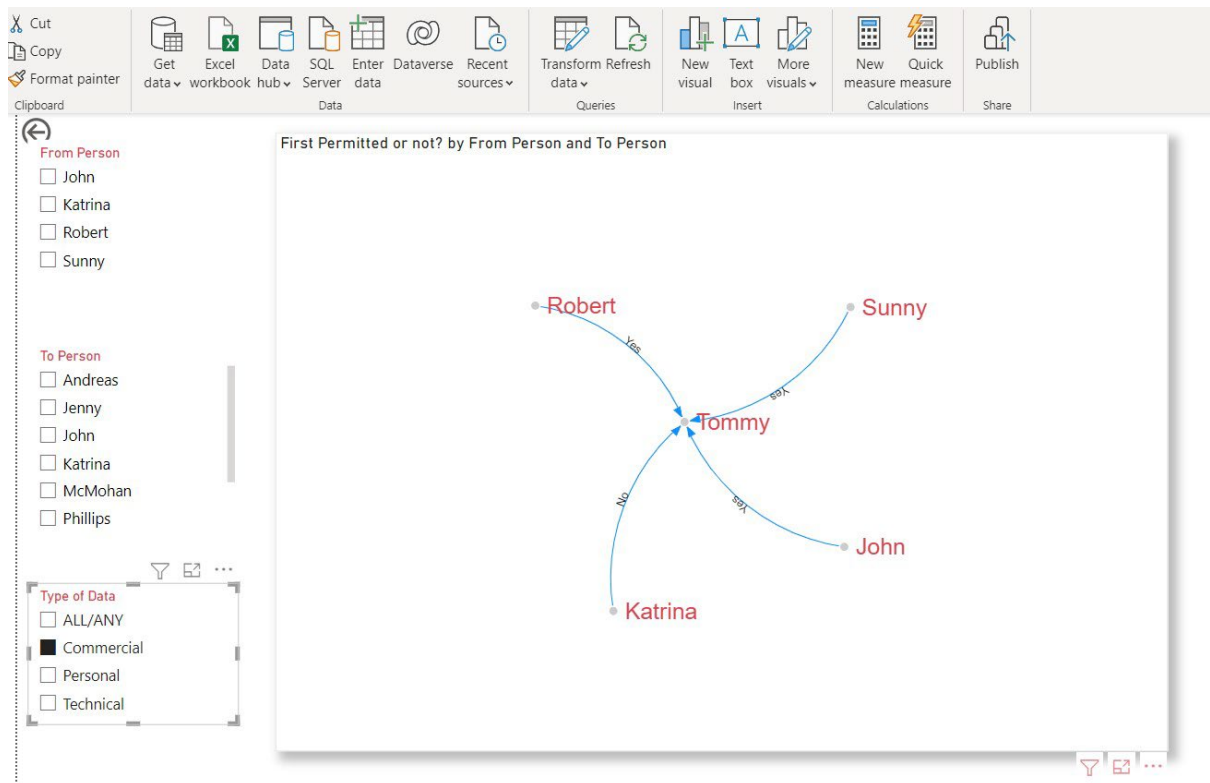 Cut
Copy
Format painter
Clipboard
Get data
Excel workbook
Data hub
SQL Server
Enter data
Dataverse
Recent sources
Data
Transform data
Refresh
Queries
New visual
Text box
More visuals
Insert
New measure
Quick measure
Calculations
Publish
Share
From Person
John
Katrina
Robert
Sunny
To Person
Andreas
Jenny
John
Katrina
McMohan
Phillips
Type of Data
ALL/ANY
Commercial
Personal
Technical
First Permitted or not? by From Person and To Person
Robert
Sunny
Yes
Yes
Tommy
No
Yes
John
Katrina